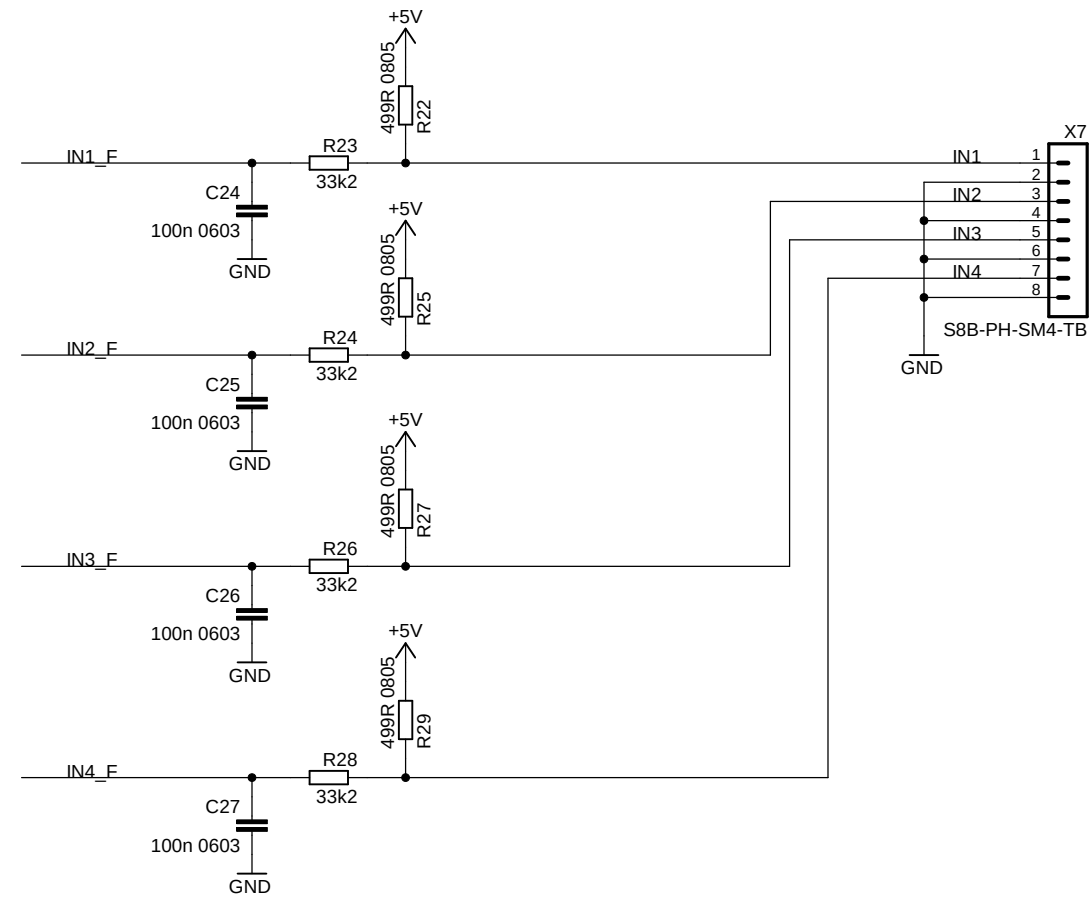 +5V
499R 0805
R22
X7
IN1_F
R23
33k2
IN1
1
2
C24
100n 0603
GND
IN2
3
4
+5V
499R 0805
R25
IN3
5
6
IN4
7
8
S8B-PH-SM4-TB
GND
IN2_F
R24
33k2
C25
100n 0603
GND
+5V
499R 0805
R27
IN3_F
R26
33k2
C26
100n 0603
GND
+5V
499R 0805
R29
IN4_F
R28
33k2
C27
100n 0603
GND